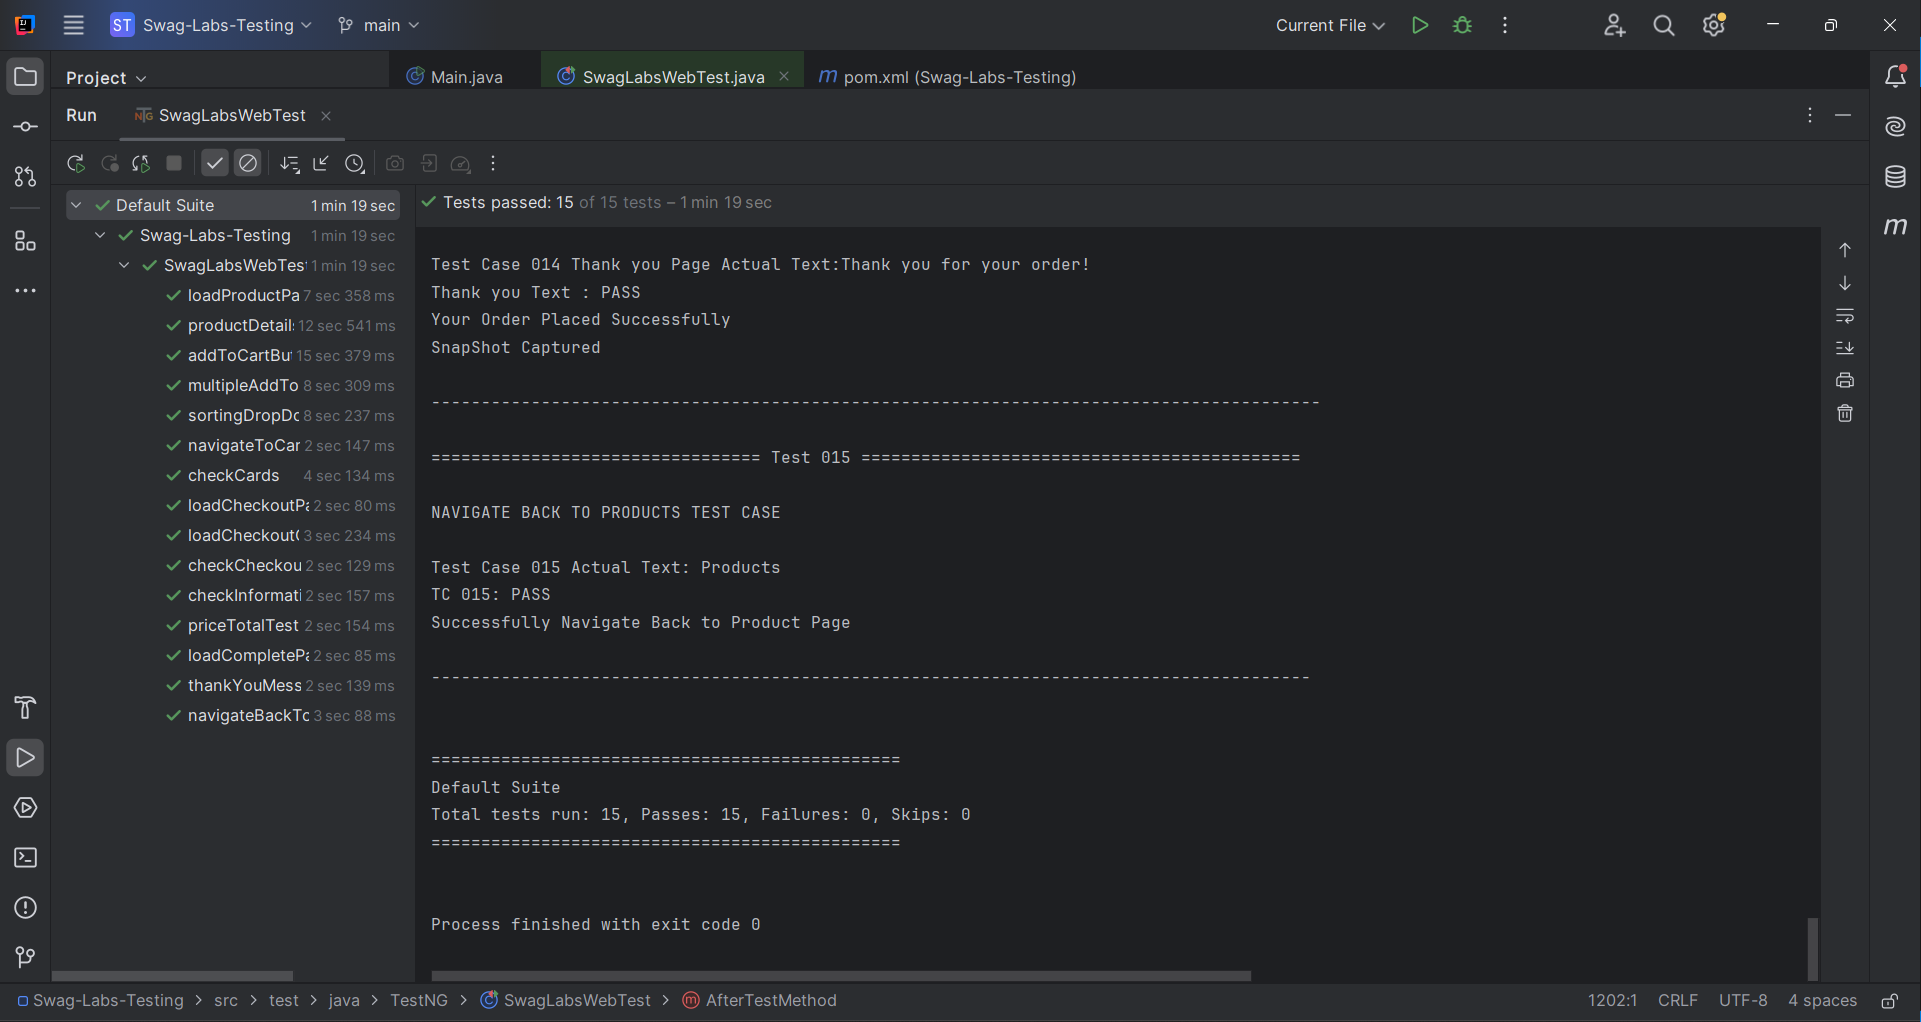 ST Swag-Labs-Testing main Current File
Project Main.java SwagLabsWebTest.java pom.xml (Swag-Labs-Testing)
Run SwagLabsWebTest
Default Suite 1 min 19 sec
Tests passed: 15 of 15 tests – 1 min 19 sec
Swag-Labs-Testing 1 min 19 sec
SwagLabsWebTes 1 min 19 sec
loadProductPa 7 sec 358 ms
productDetail 12 sec 541 ms
addToCartBu 15 sec 379 ms
multipleAddTo 8 sec 309 ms
sortingDropDo 8 sec 237 ms
navigateToCar 2 sec 147 ms
checkCards 4 sec 134 ms
loadCheckoutPa 2 sec 80 ms
loadCheckoutO 3 sec 234 ms
checkCheckou 2 sec 129 ms
checkInformati 2 sec 157 ms
priceTotalTest 2 sec 154 ms
loadCompletePa 2 sec 85 ms
thankYouMess 2 sec 139 ms
navigateBackTo 3 sec 88 ms
Test Case 014 Thank you Page Actual Text:Thank you for your order!
Thank you Text : PASS
Your Order Placed Successfully
SnapShot Captured
-----------------------------------------------------------------------------------------
================================= Test 015 ============================================
NAVIGATE BACK TO PRODUCTS TEST CASE
Test Case 015 Actual Text: Products
TC 015: PASS
Successfully Navigate Back to Product Page
----------------------------------------------------------------------------------------
===============================================
Default Suite
Total tests run: 15, Passes: 15, Failures: 0, Skips: 0
===============================================
Process finished with exit code 0
Swag-Labs-Testing > src > test > java > TestNG > SwagLabsWebTest > AfterTestMethod 1202:1 CRLF UTF-8 4 spaces